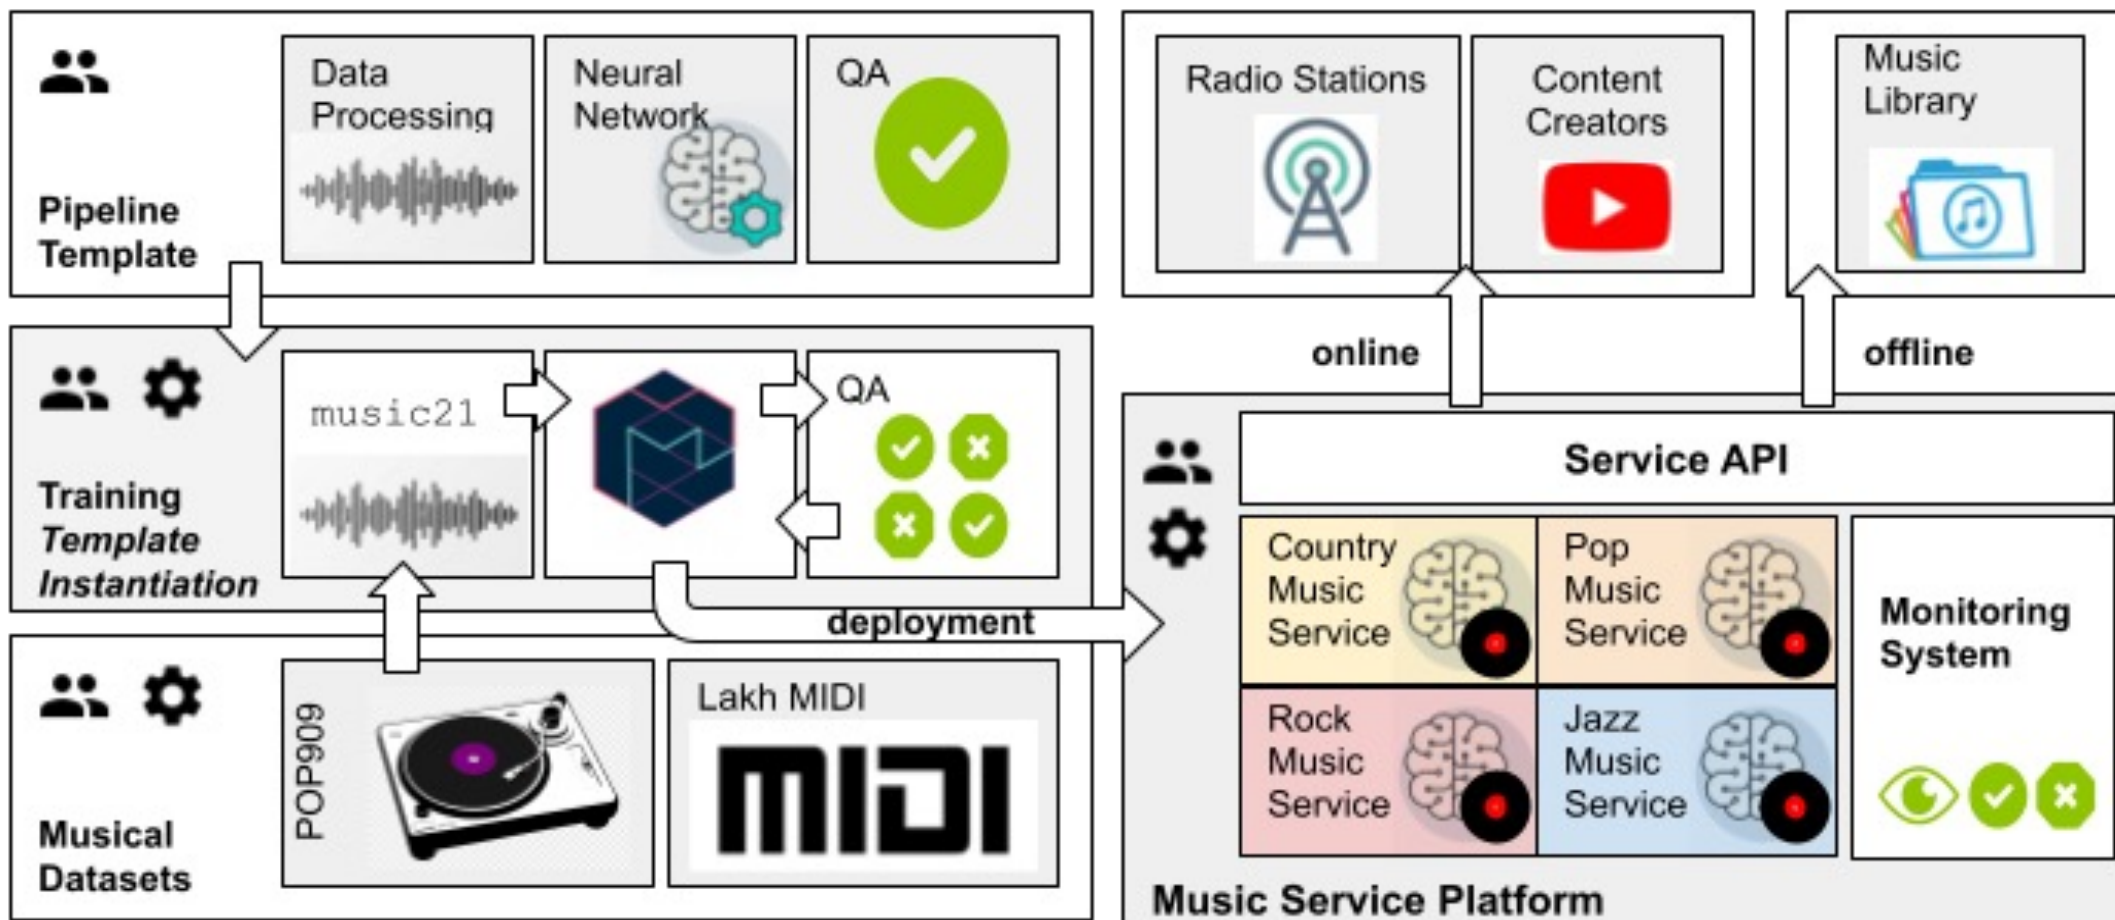 Data
Processing
Neural
Network
QA
Pipeline
Template
Radio Stations
Content
Creators
Music
Library
online
offline
music21
QA
Training
Template
Instantiation
deployment
POP909
Lakh MIDI
MIDI
Musical
Datasets
Service API
Country
Music
Service
Pop
Music
Service
Rock
Music
Service
Jazz
Music
Service
Monitoring
System
Music Service Platform